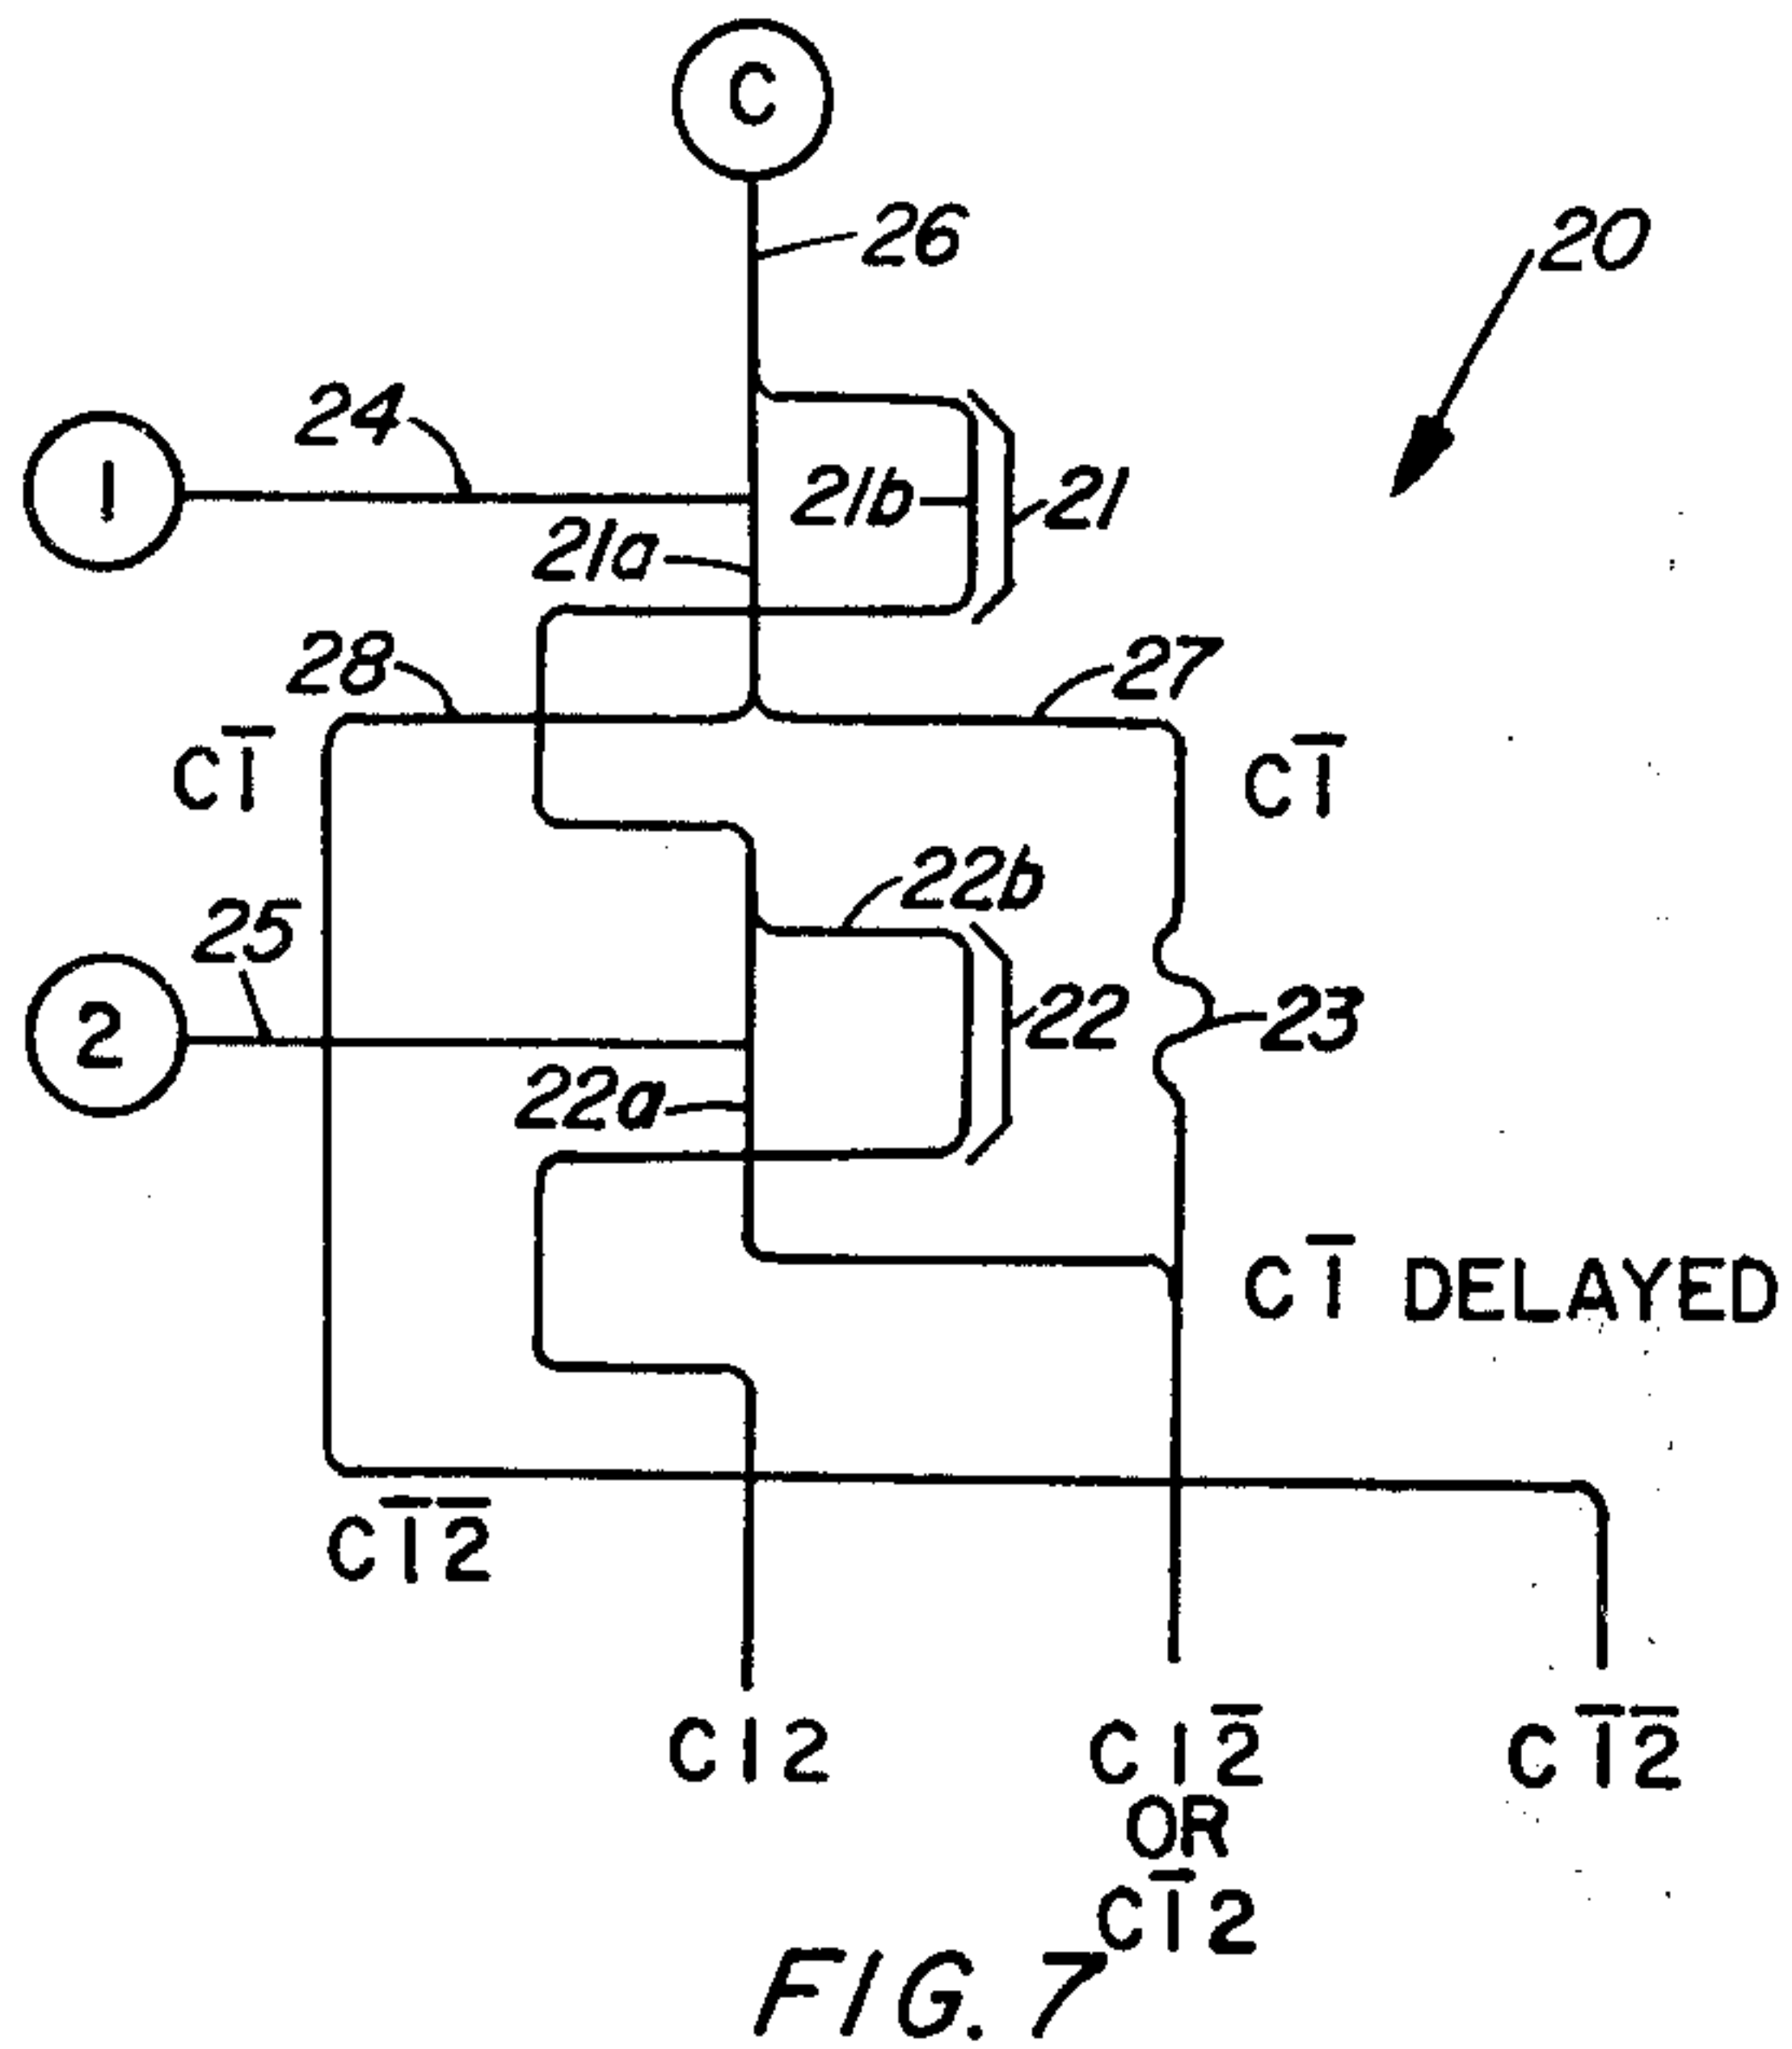 C
26
20
24
1
21b
21
21a
28
27
C1̅
C1̅
22b
25
2
22
23
22a
C1̅ DELAYED
C1̅2̅
C12
C12̅
OR
C1̅2
C1̅2̅
FIG. 7